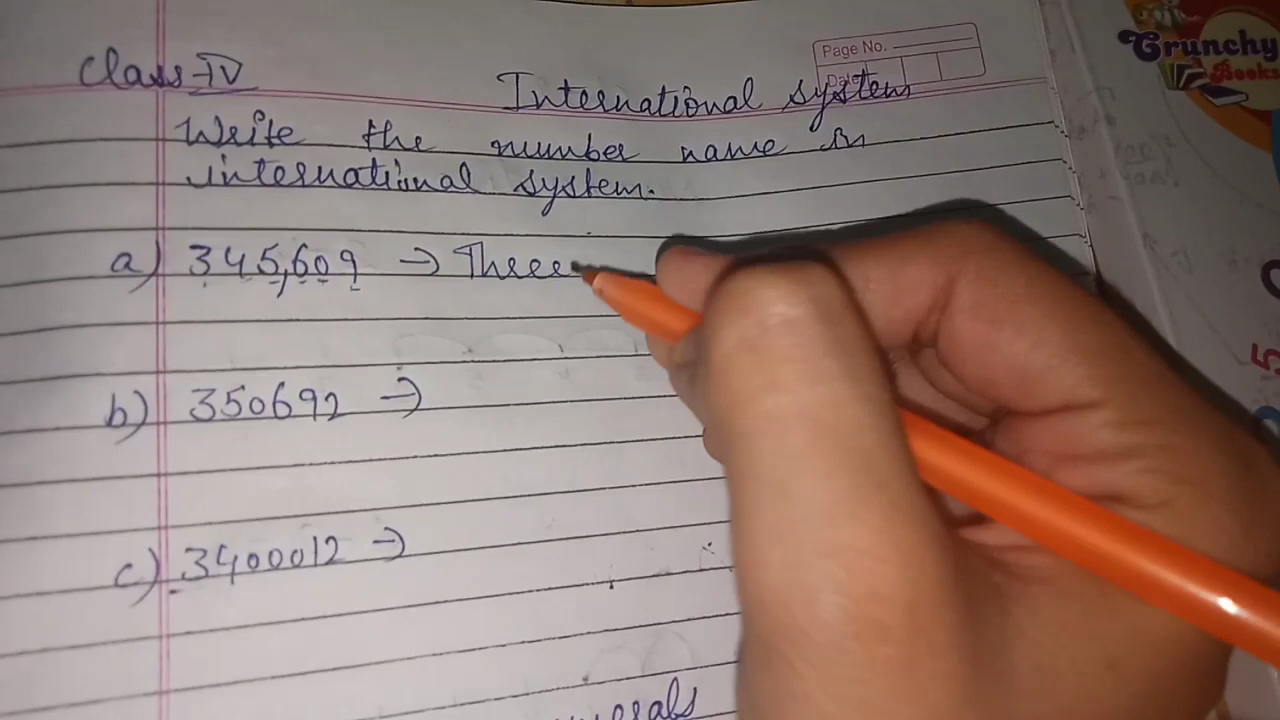 Crunchy
Books
Page No.
Date
Class-IV
International system
Write the number name in
international system.
a) 345,609 → Three
b) 350692 →
c) 3400012 →